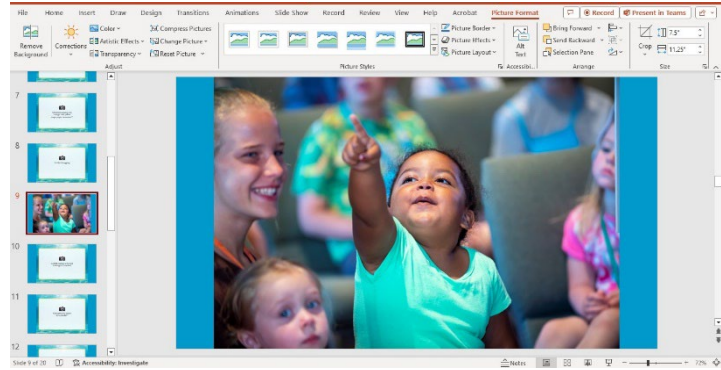 File Home Insert Draw Design Transitions Animations Slide Show Record Review View Help Acrobat Picture Format Record Present in Teams
Remove Background
Corrections
Color
Artistic Effects
Transparency
Compress Pictures
Change Picture
Reset Picture
Adjust
Picture Styles
Picture Border
Picture Effects
Picture Layout
Alt Text
Accessibi...
Bring Forward
Send Backward
Selection Pane
Arrange
Crop
7.5"
11.25"
Size
7
8
9
10
11
12
Slide 9 of 20 Accessibility: Investigate Notes 72%